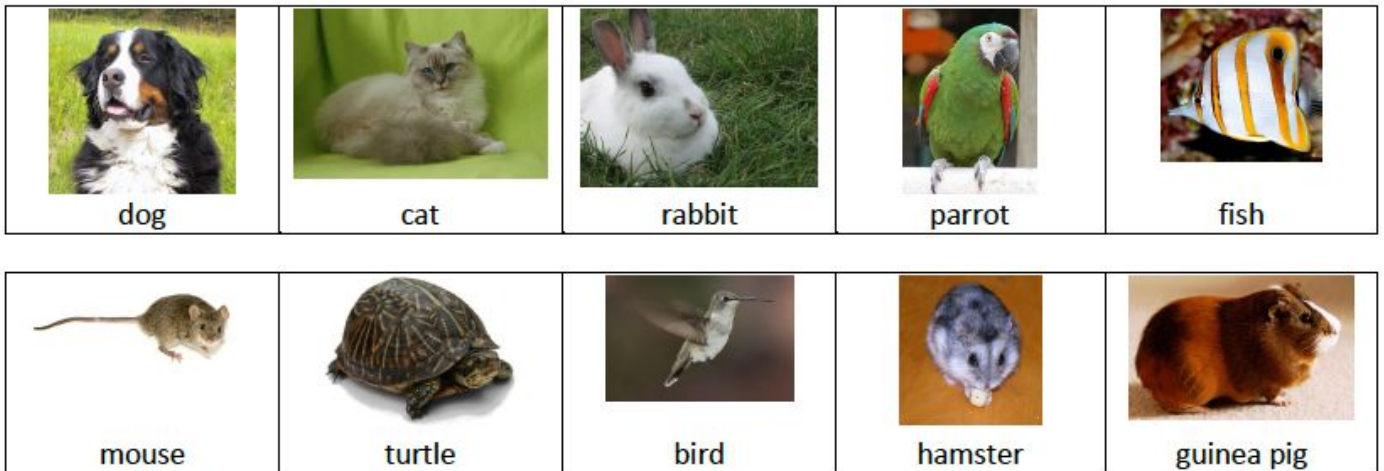 dog cat rabbit parrot fish
mouse turtle bird hamster guinea pig